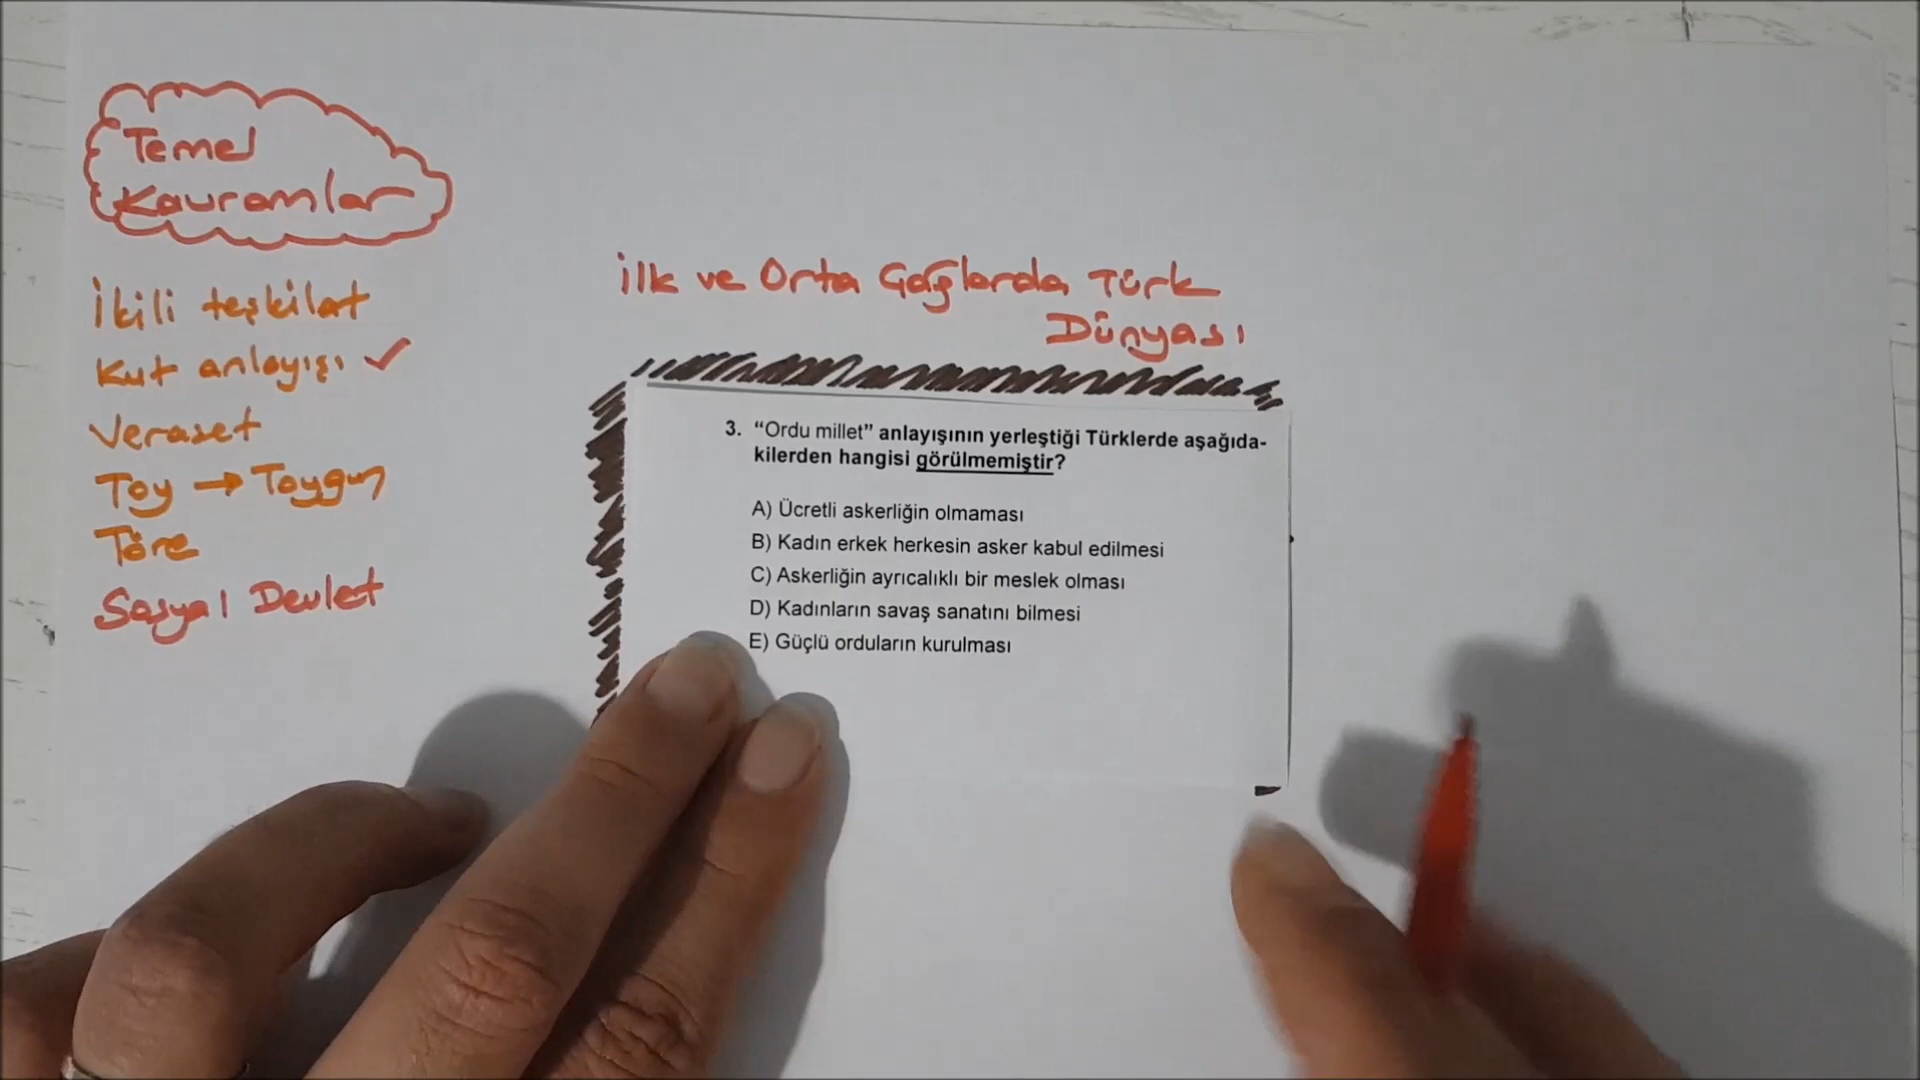 Temel
Kavramlar
İkili teşkilat
Kut anlayışı ✓
Veraset
Toy → Toygun
Töre
Sosyal Devlet
İlk ve Orta Çağlarda Türk
Dünyası
3. “Ordu millet” anlayışının yerleştiği Türklerde aşağıda-
kilerden hangisi görülmemiştir?
A) Ücretli askerliğin olmaması
B) Kadın erkek herkesin asker kabul edilmesi
C) Askerliğin ayrıcalıklı bir meslek olması
D) Kadınların savaş sanatını bilmesi
E) Güçlü orduların kurulması